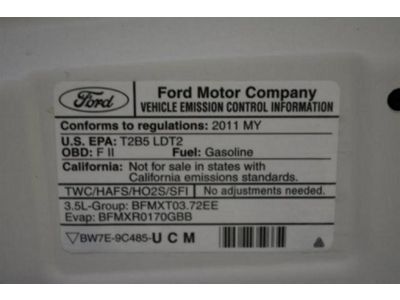 Ford
Ford Motor Company
VEHICLE EMISSION CONTROL INFORMATION
Conforms to regulations: 2011 MY
U.S. EPA: T2B5 LDT2
OBD: F II Fuel: Gasoline
California: Not for sale in states with
California emissions standards.
TWC/HAFS/HO2S/SFI No adjustments needed.
3.5L-Group: BFMXT03.72EE
Evap: BFMXR0170GBB
BW7E-9C485-U C M